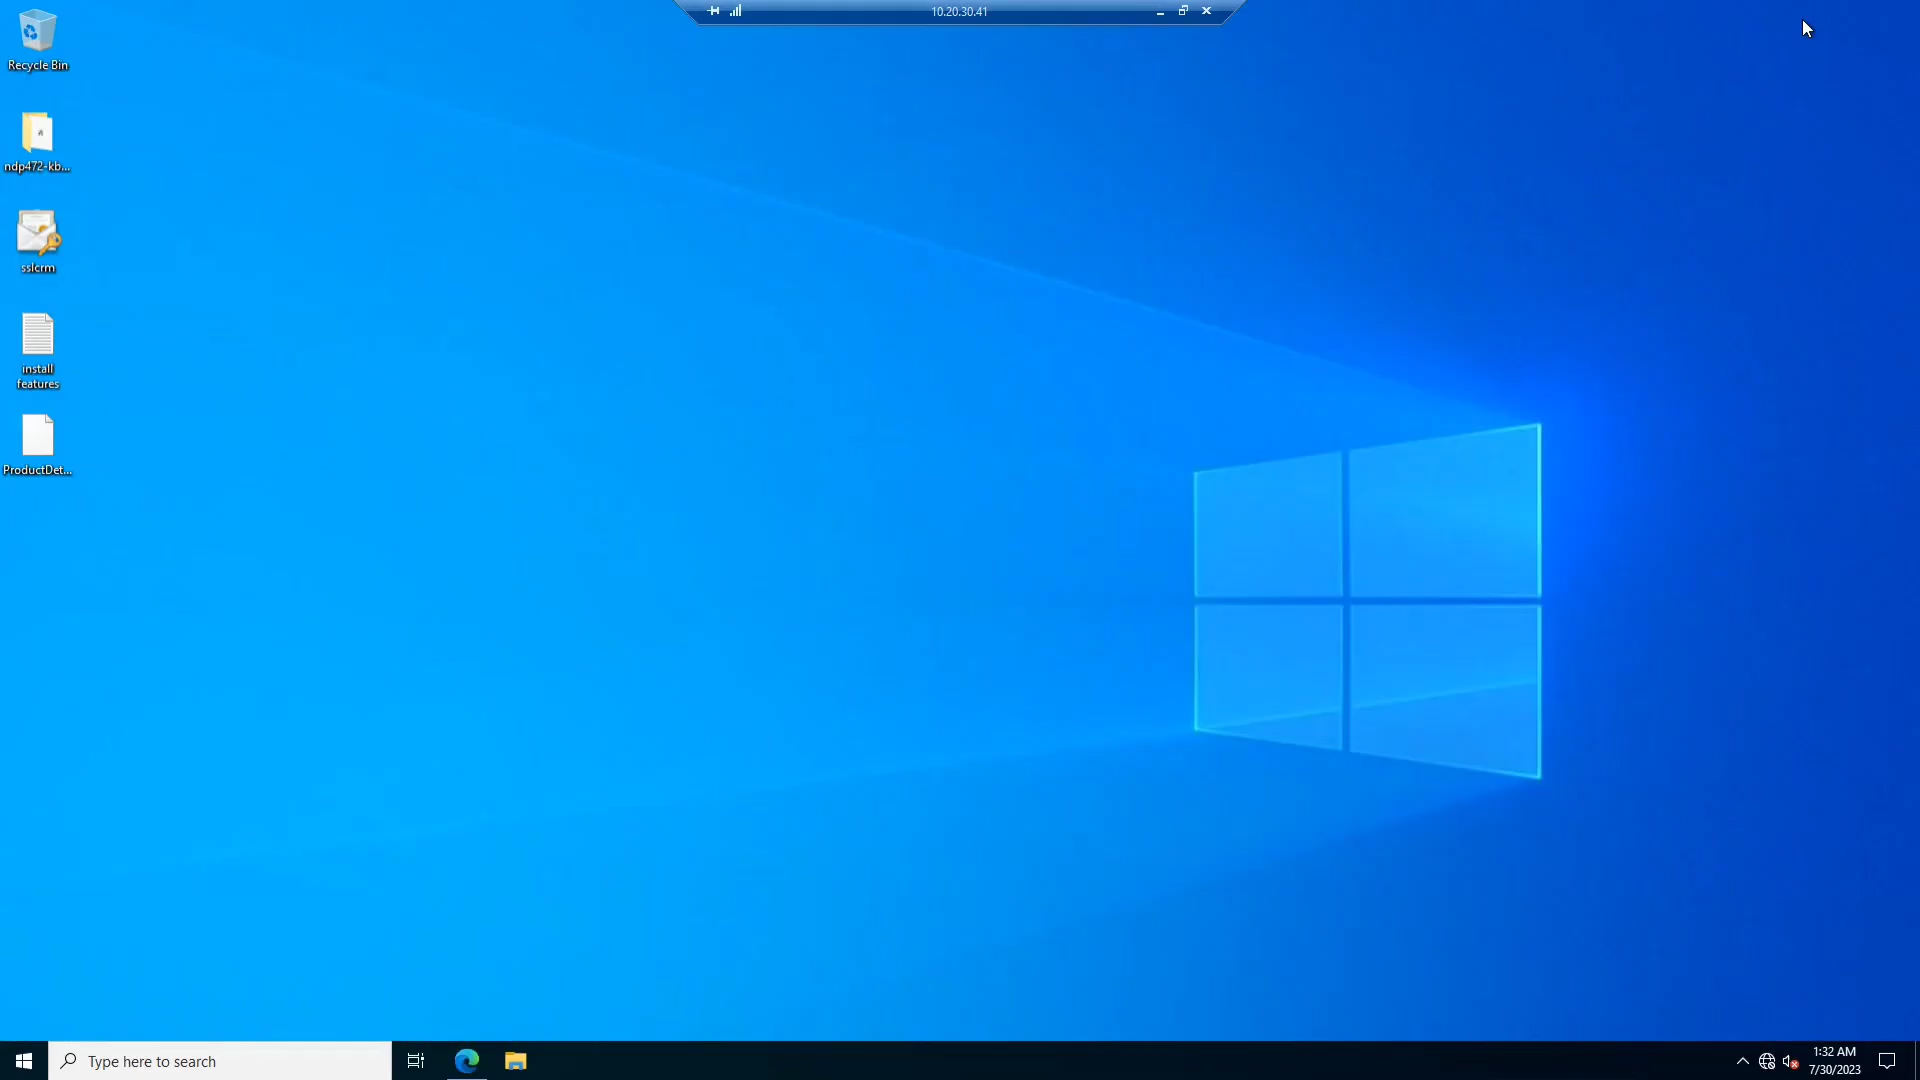 10.20.30.41
Recycle Bin
ndp472-kb...
sslcrm
install
features
ProductDet...
Type here to search
1:32 AM
7/30/2023